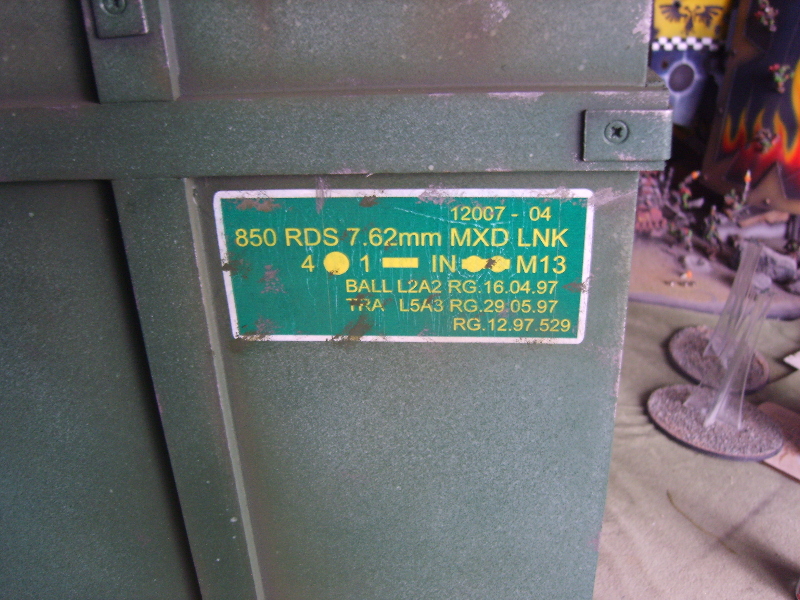 12007 - 04
850 RDS 7.62mm MXD LNK
4 1 IN M13
BALL L2A2 RG.16.04.97
TRA L5A3 RG.29.05.97
RG.12.97.529